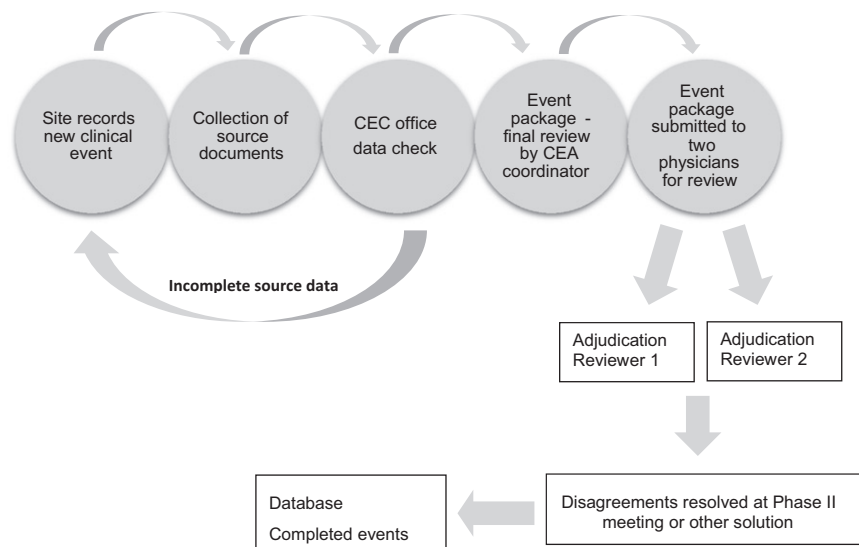 Site records
new clinical
event
Collection of
source
documents
CEC office
data check
Event
package -
final review
by CEA
coordinator
Event
package
submitted to
two
physicians
for review
Incomplete source data
Adjudication
Reviewer 1
Adjudication
Reviewer 2
Disagreements resolved at Phase II
meeting or other solution
Database
Completed events